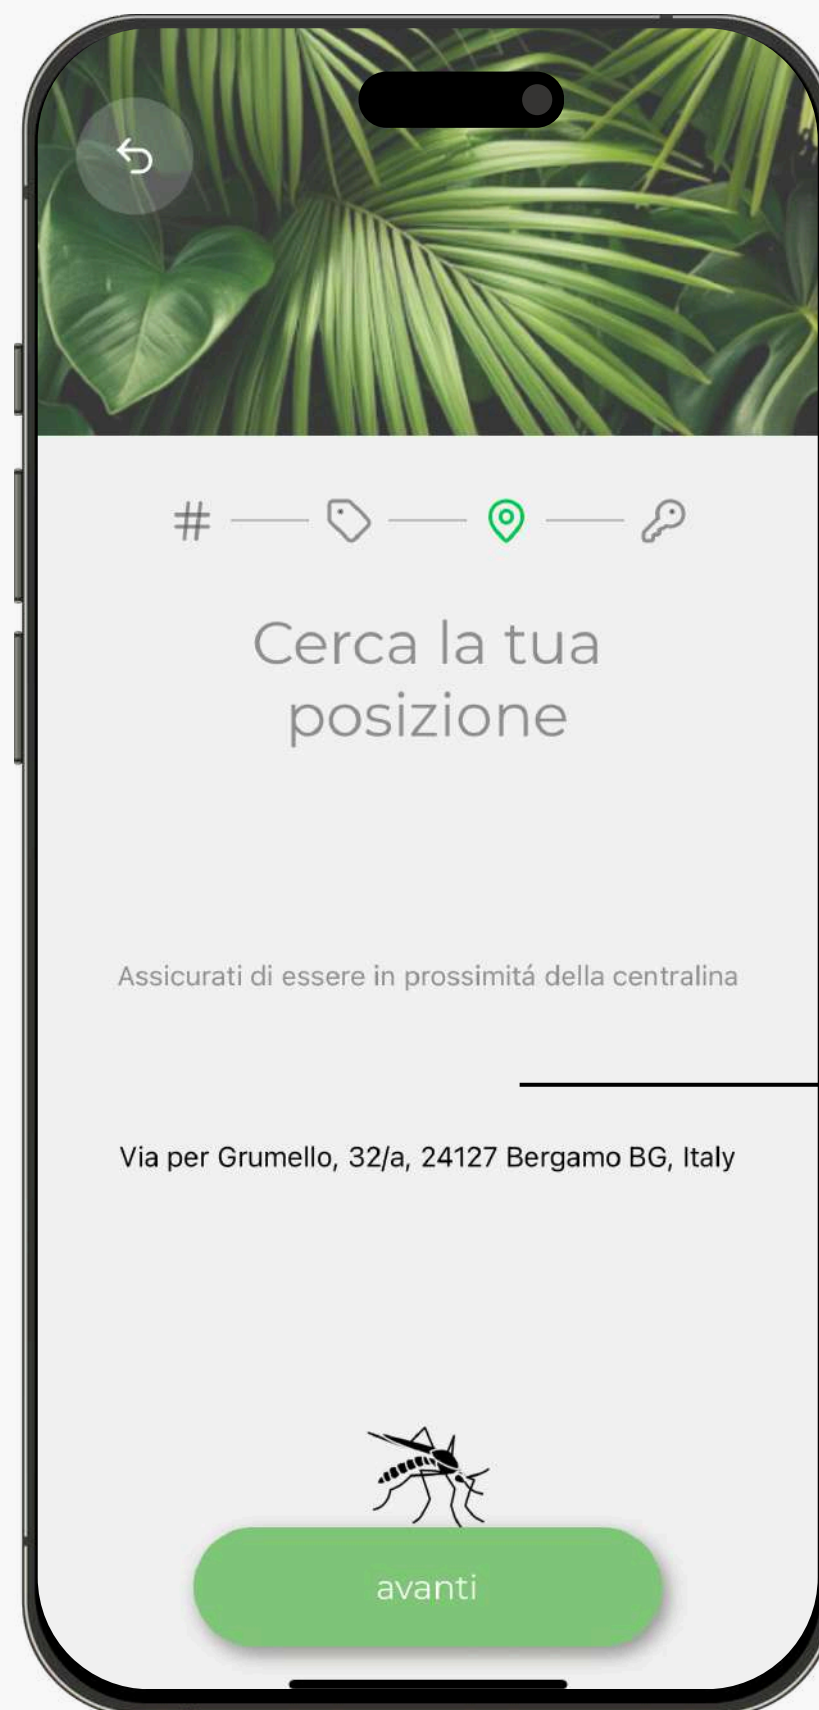 Cerca la tua
posizione
Assicurati di essere in prossimitá della centralina
Via per Grumello, 32/a, 24127 Bergamo BG, Italy
avanti